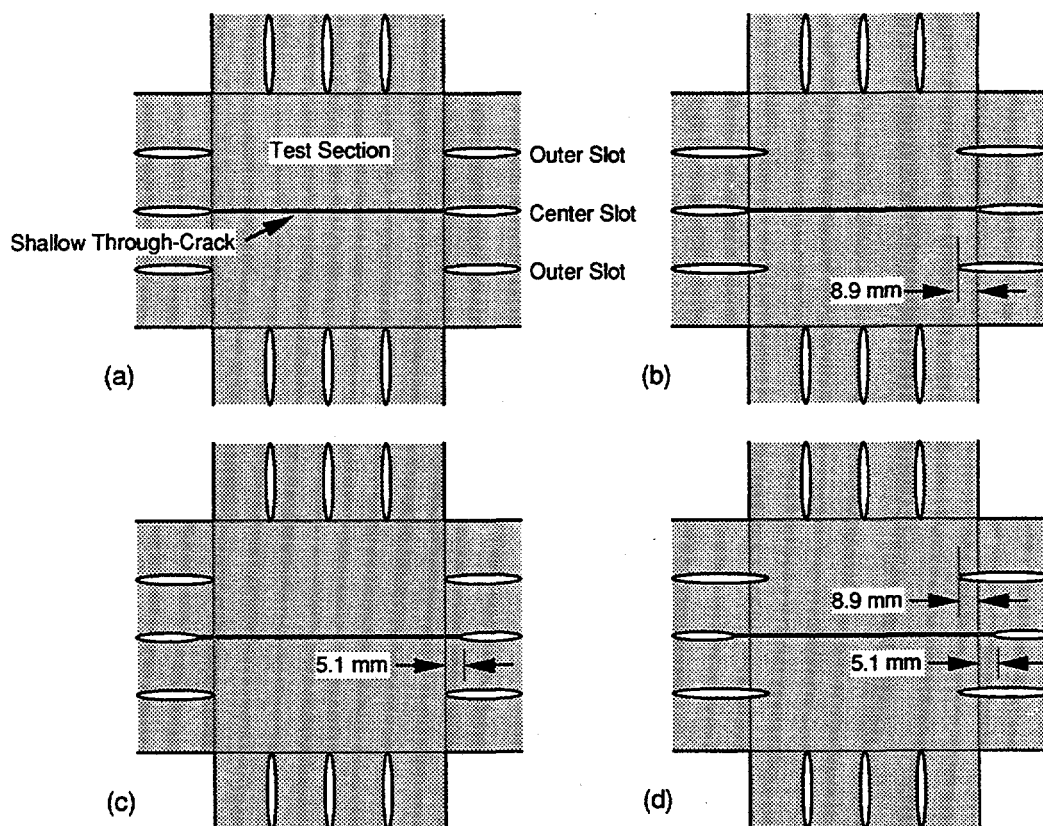 Test Section
Outer Slot
Center Slot
Shallow Through-Crack
Outer Slot
(a)
8.9 mm
(b)
5.1 mm
(c)
8.9 mm
5.1 mm
(d)